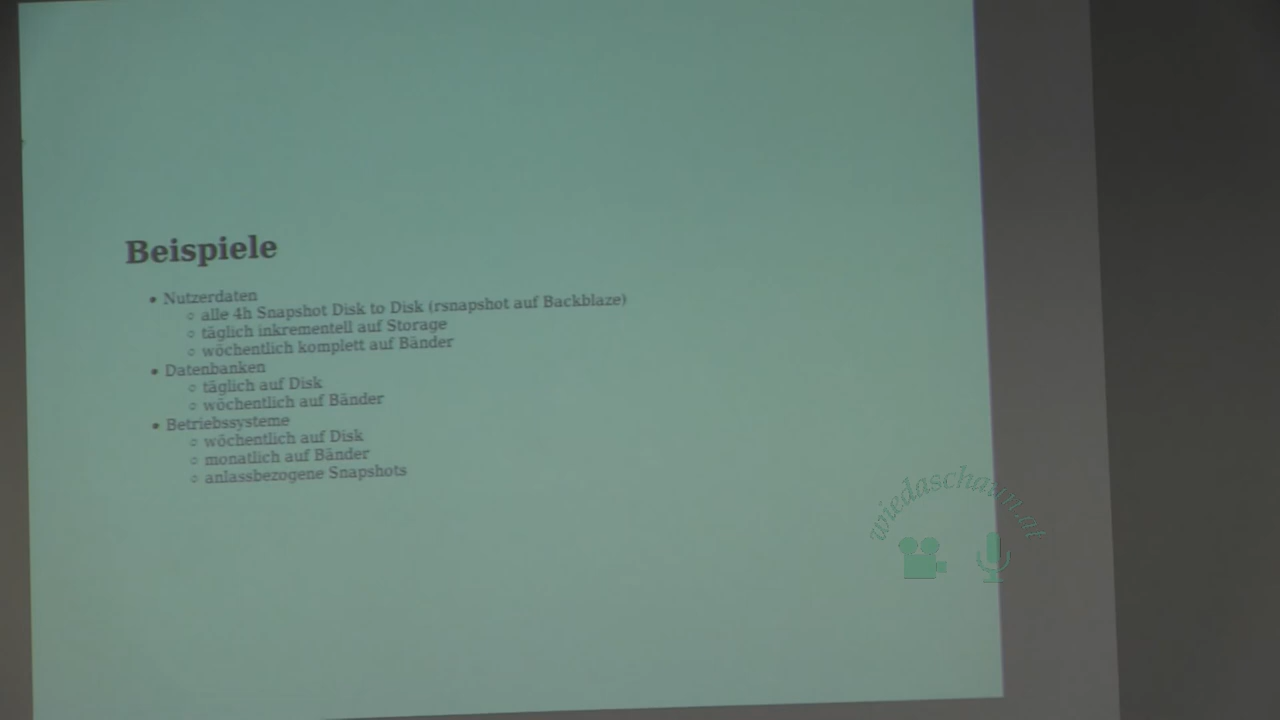 Beispiele
• Nutzerdaten
○ alle 4h Snapshot Disk to Disk (rsnapshot auf Backblaze)
○ täglich inkrementell auf Storage
○ wöchentlich komplett auf Bänder
• Datenbanken
○ täglich auf Disk
○ wöchentlich auf Bänder
• Betriebssysteme
○ wöchentlich auf Disk
○ monatlich auf Bänder
○ anlassbezogene Snapshots
wiedaschaun.at